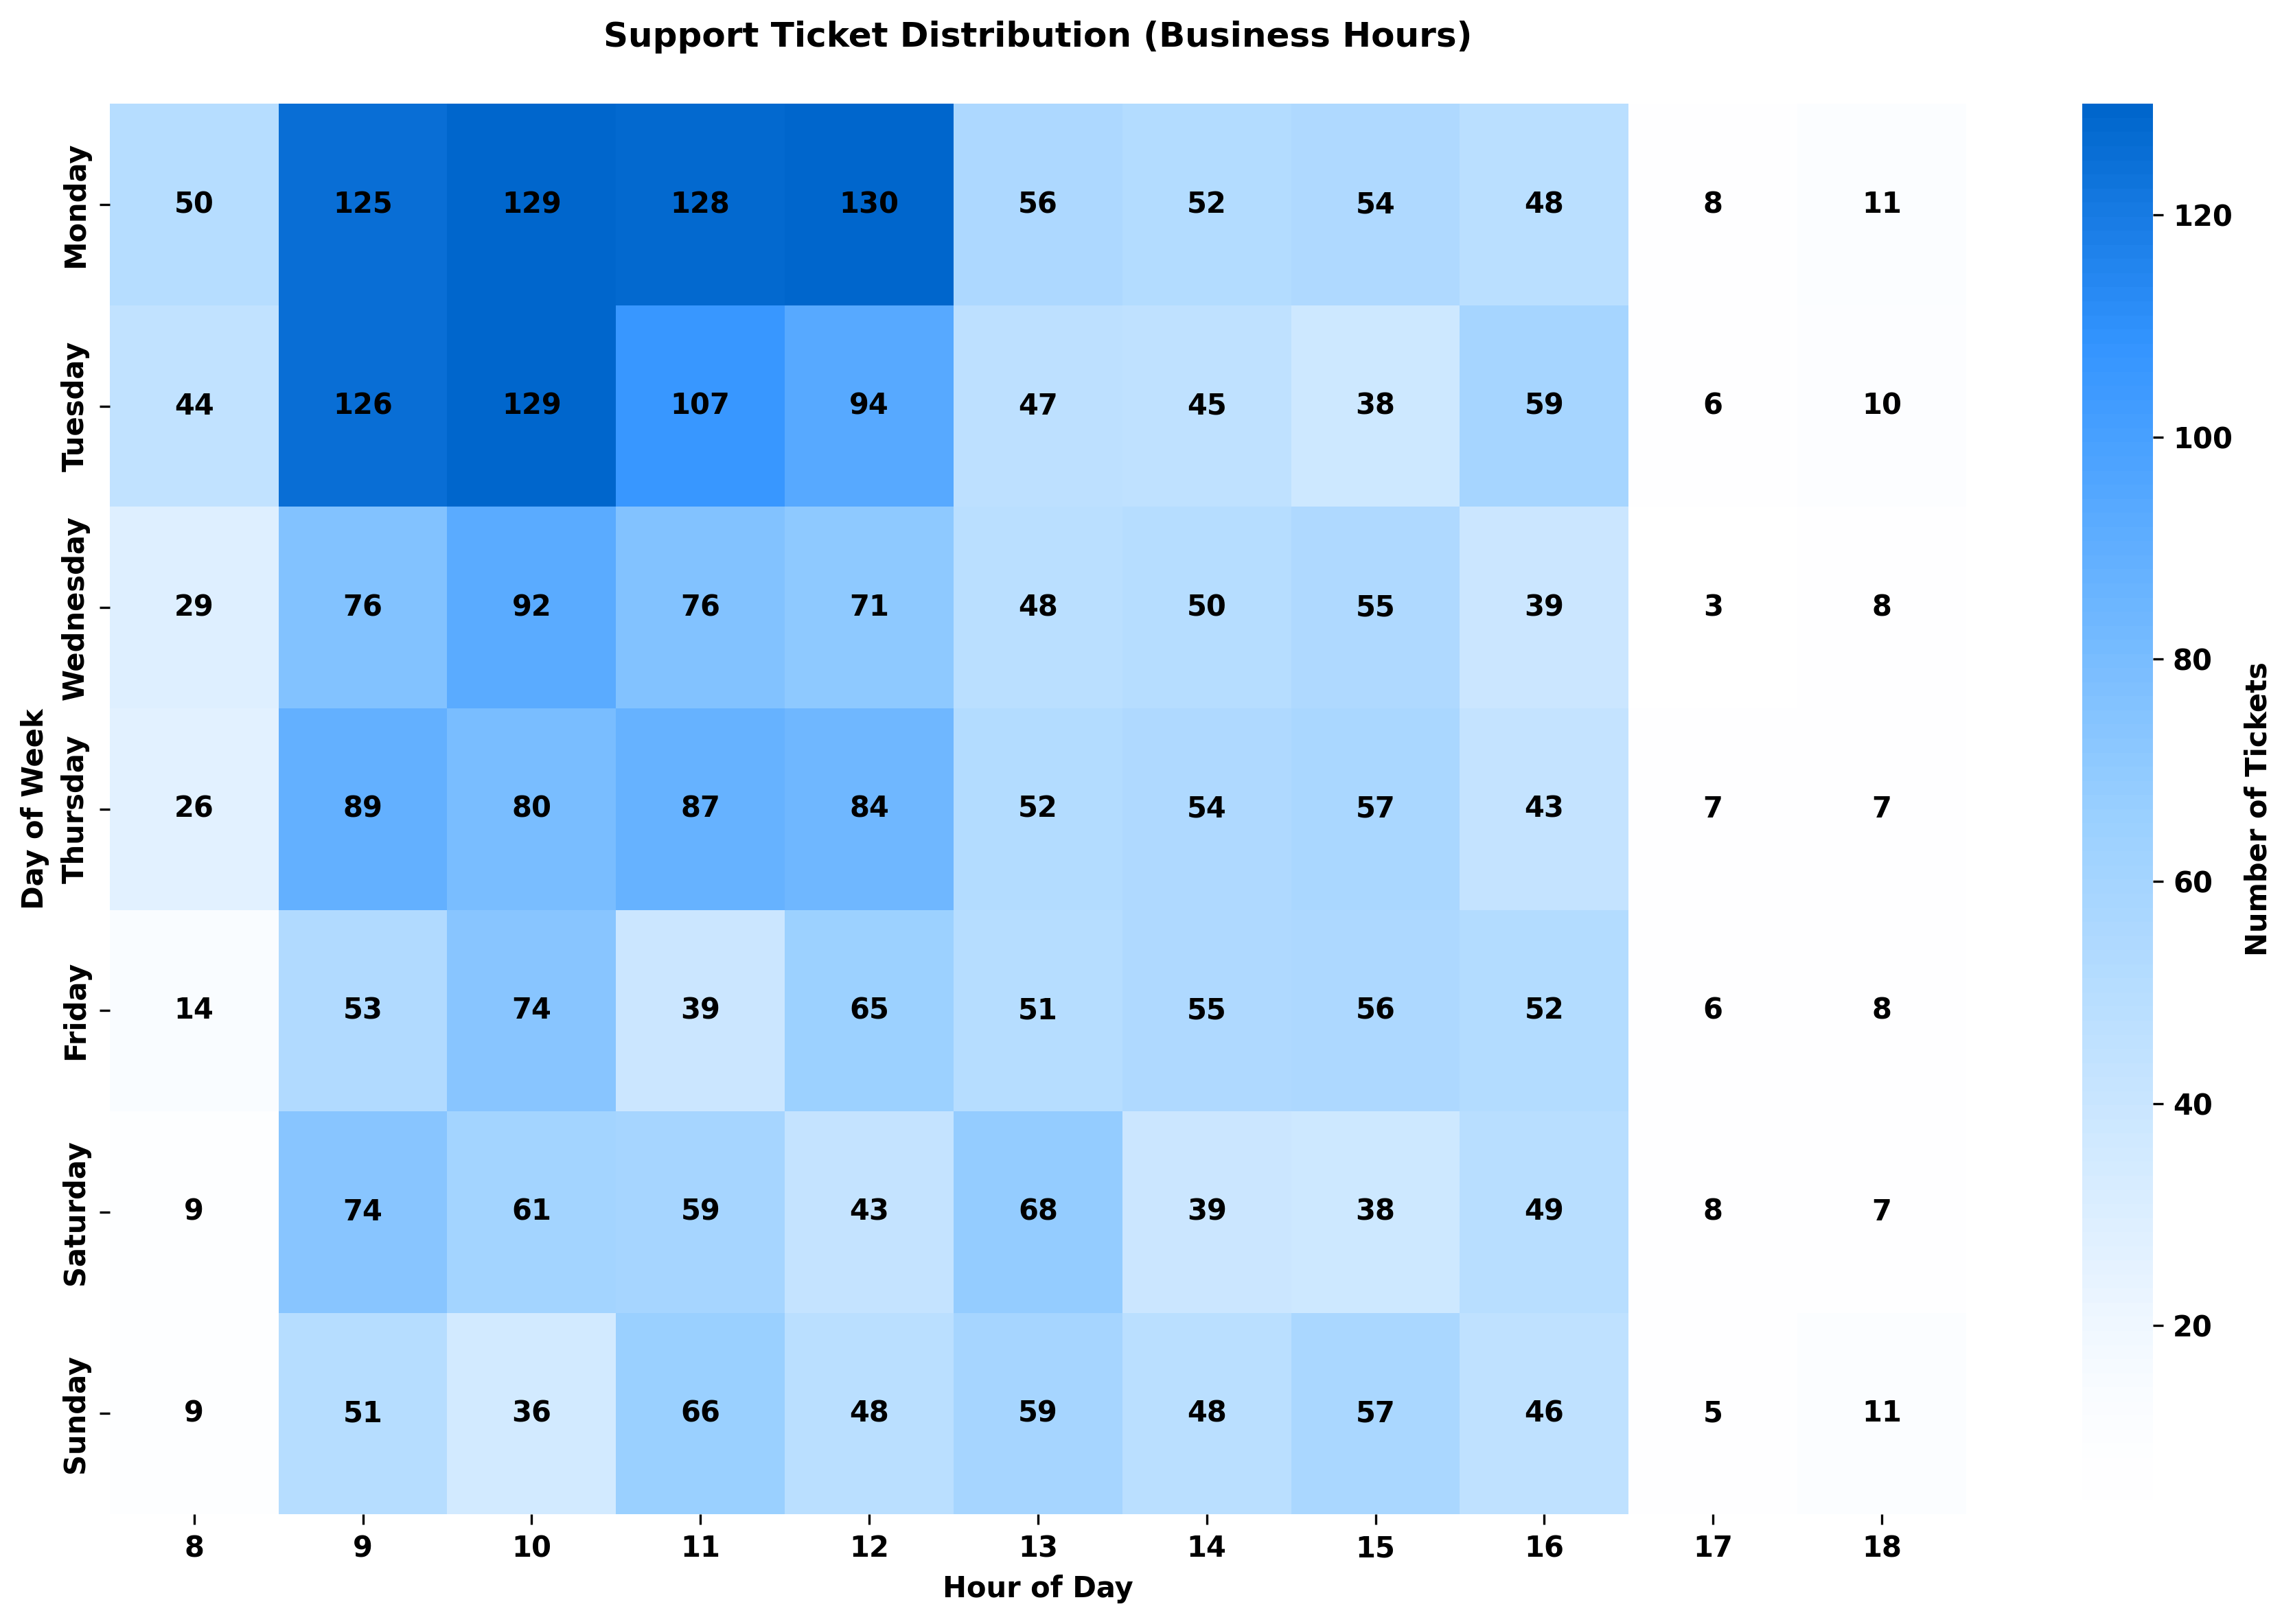 Support Ticket Distribution (Business Hours)
Monday 50 125 129 128 130 56 52 54 48 8 11
Tuesday 44 126 129 107 94 47 45 38 59 6 10
Wednesday 29 76 92 76 71 48 50 55 39 3 8
Thursday 26 89 80 87 84 52 54 57 43 7 7
Friday 14 53 74 39 65 51 55 56 52 6 8
Saturday 9 74 61 59 43 68 39 38 49 8 7
Sunday 9 51 36 66 48 59 48 57 46 5 11
8 9 10 11 12 13 14 15 16 17 18
Hour of Day
Day of Week
120
100
80
60
40
20
Number of Tickets